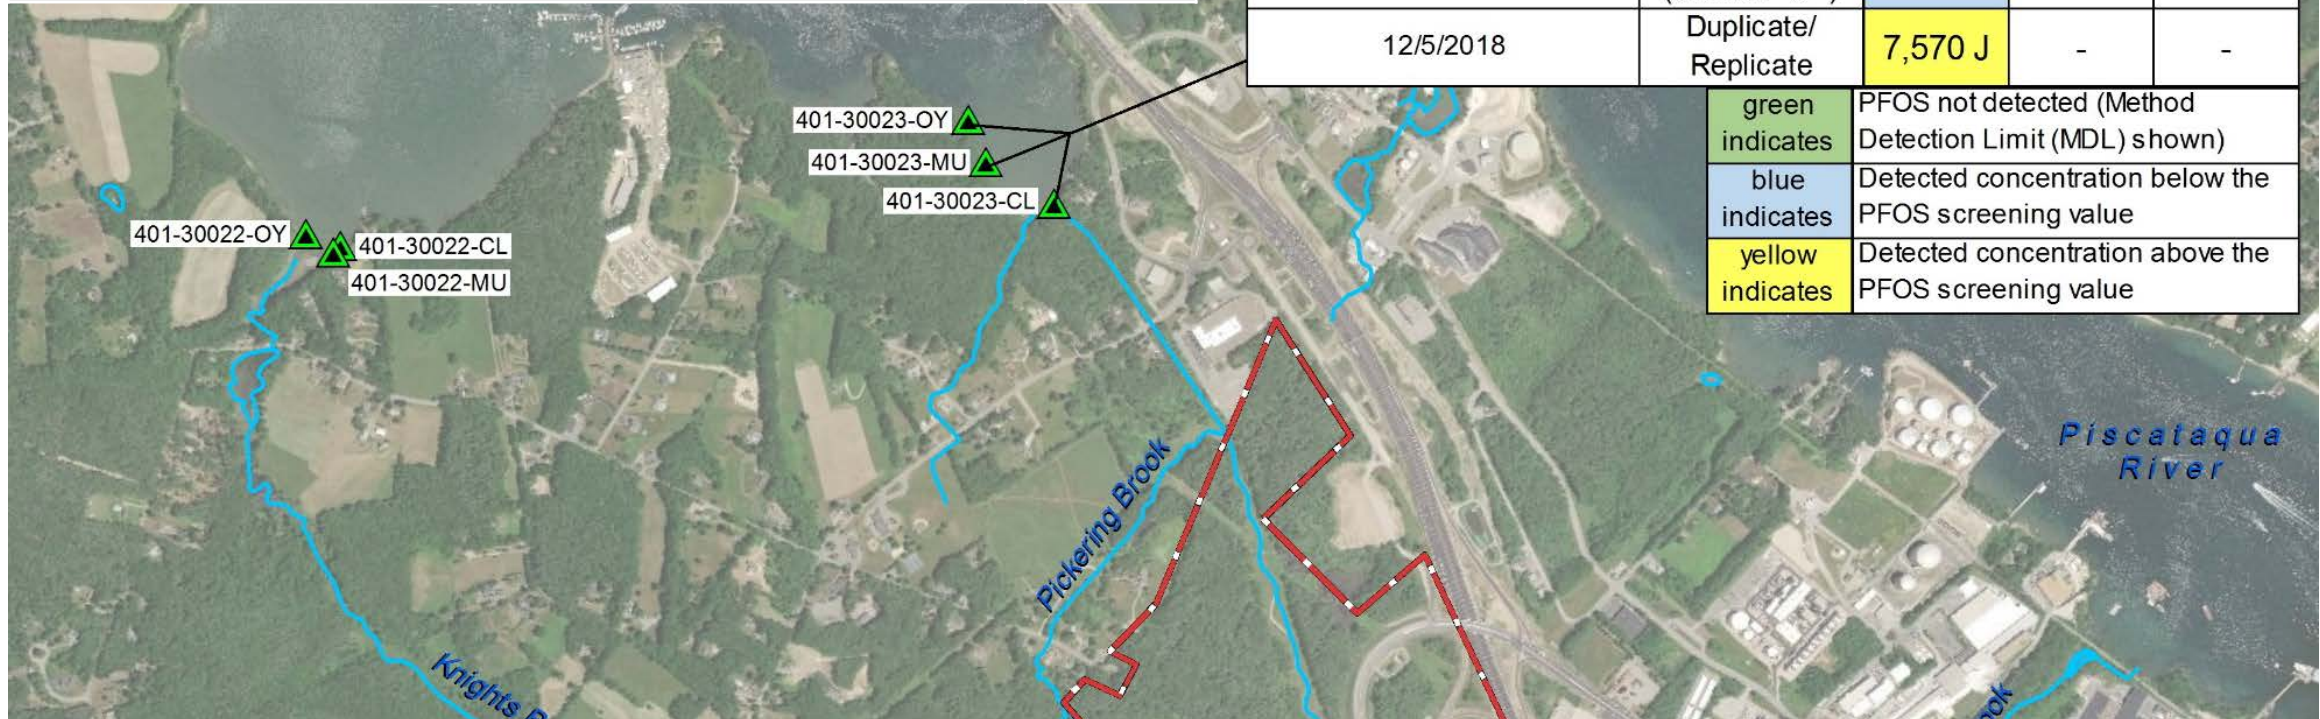 12/5/2018
Duplicate/
Replicate
7,570 J
-
-
green
indicates
PFOS not detected (Method
Detection Limit (MDL) shown)
blue
indicates
Detected concentration below the
PFOS screening value
yellow
indicates
Detected concentration above the
PFOS screening value
401-30023-OY
401-30023-MU
401-30023-CL
401-30022-OY
401-30022-CL
401-30022-MU
Piscataqua
River
Pickering Brook
Knights